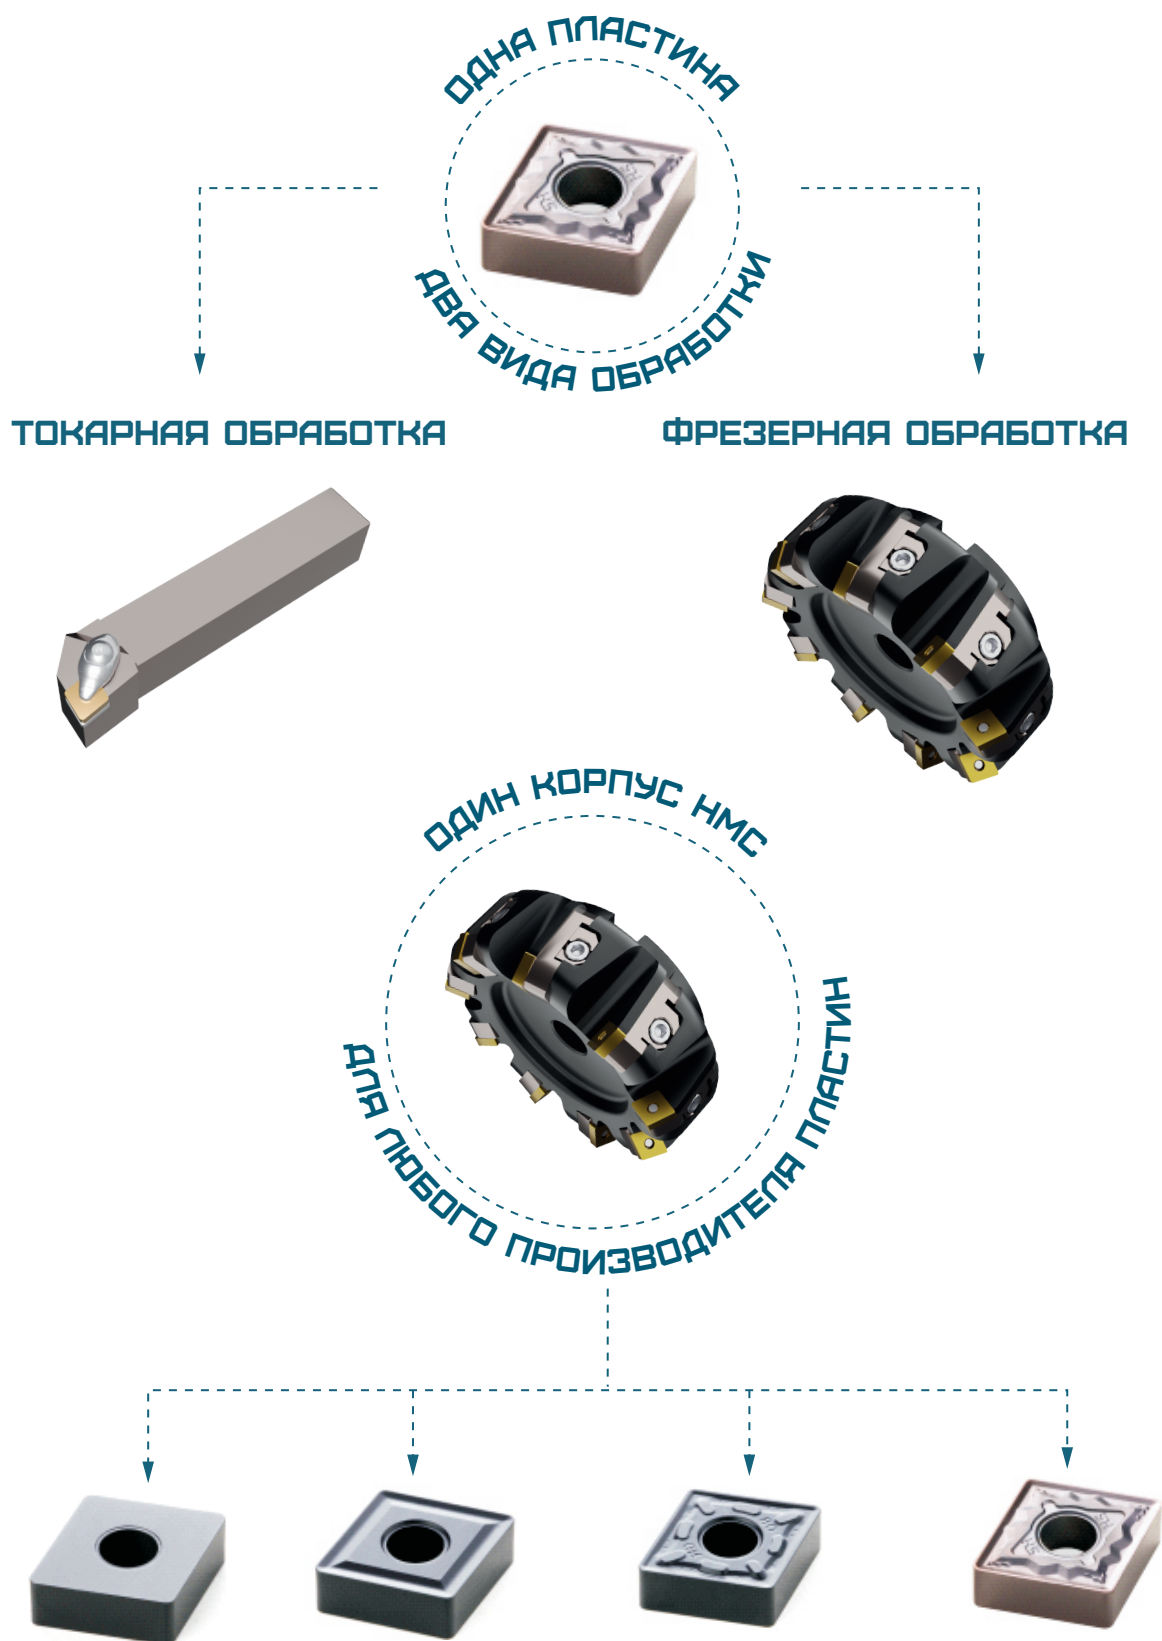 ОДНА ПЛАСТИНА
ДВА ВИДА ОБРАБОТКИ
ТОКАРНАЯ ОБРАБОТКА
ФРЕЗЕРНАЯ ОБРАБОТКА
ОДИН КОРПУС НМС
ДЛЯ ЛЮБОГО ПРОИЗВОДИТЕЛЯ ПЛАСТИН